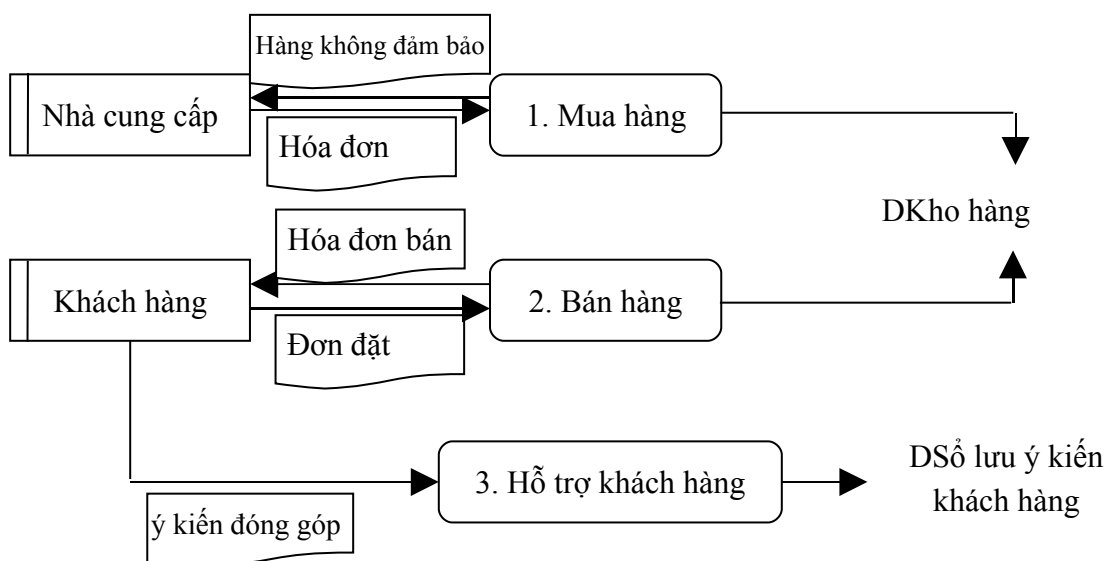 Hàng không đảm bảo
Nhà cung cấp
1. Mua hàng
Hóa đơn
DKho hàng
Hóa đơn bán
Khách hàng
2. Bán hàng
Đơn đặt
3. Hỗ trợ khách hàng
DSổ lưu ý kiến
khách hàng
ý kiến đóng góp